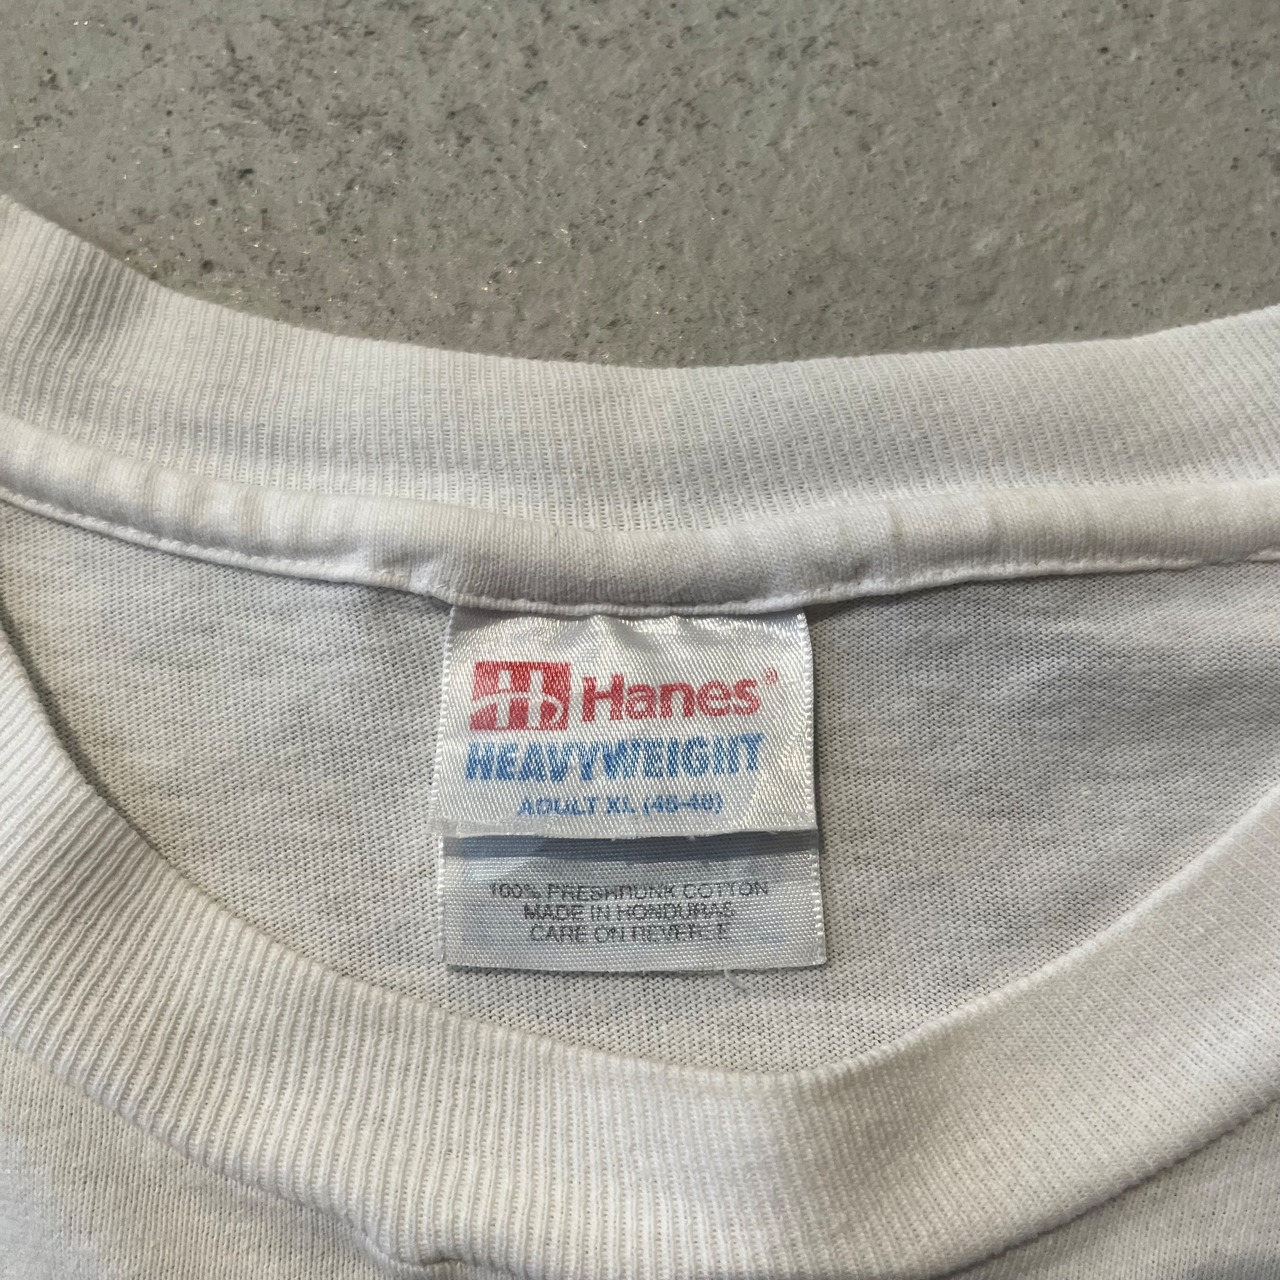 Hanes®
HEAVYWEIGHT
ADULT XL (46-48)
100% PRESHRUNK COTTON
MADE IN HONDURAS
CARE ON REVERSE